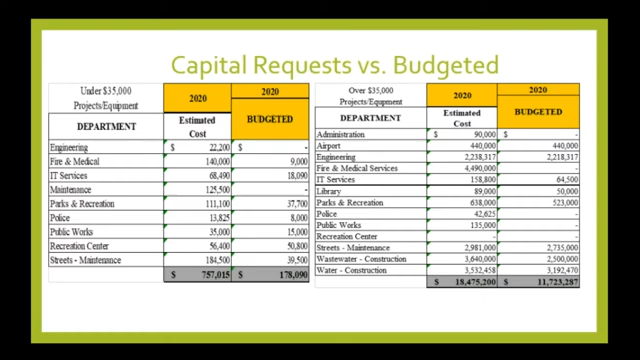 Capital Requests vs. Budgeted
Under $35,000 Projects/Equipment 2020 2020
DEPARTMENT Estimated Cost BUDGETED
Engineering $ 22,200 $ -
Fire & Medical 140,000 9,000
IT Services 68,490 18,090
Maintenance 125,500 -
Parks & Recreation 111,100 37,700
Police 13,825 8,000
Public Works 35,000 15,000
Recreation Center 56,400 50,800
Streets - Maintenance 184,500 39,500
$ 757,015 $ 178,090
Over $35,000 Projects/Equipment 2020 2020
DEPARTMENT Estimated Cost BUDGETED
Administration $ 90,000 $ -
Airport 440,000 440,000
Engineering 2,238,317 2,218,317
Fire & Medical Services 4,490,000 -
IT Services 158,800 64,500
Library 89,000 50,000
Parks & Recreation 638,000 523,000
Police 42,625 -
Public Works 135,000 -
Recreation Center - -
Streets - Maintenance 2,981,000 2,735,000
Wastewater - Construction 3,640,000 2,500,000
Water - Construction 3,532,458 3,192,470
$ 18,475,200 $ 11,723,287